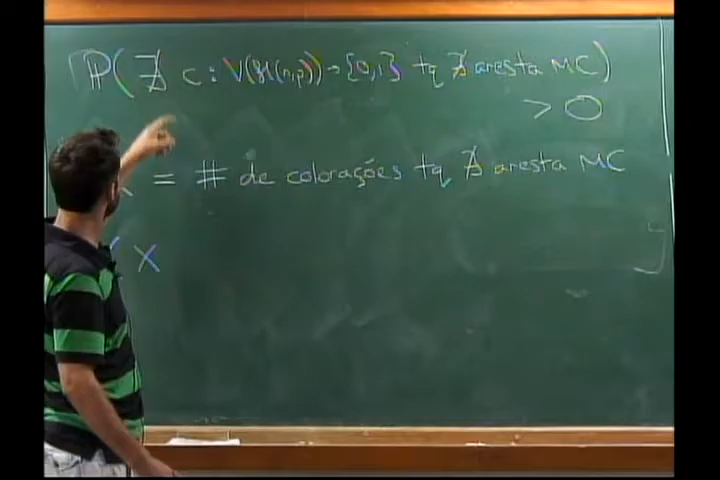 P(∄ c: V(H(n,p)) → {0,1} tq ∄ aresta MC)
> 0
= # de colorações tq ∄ aresta MC
X